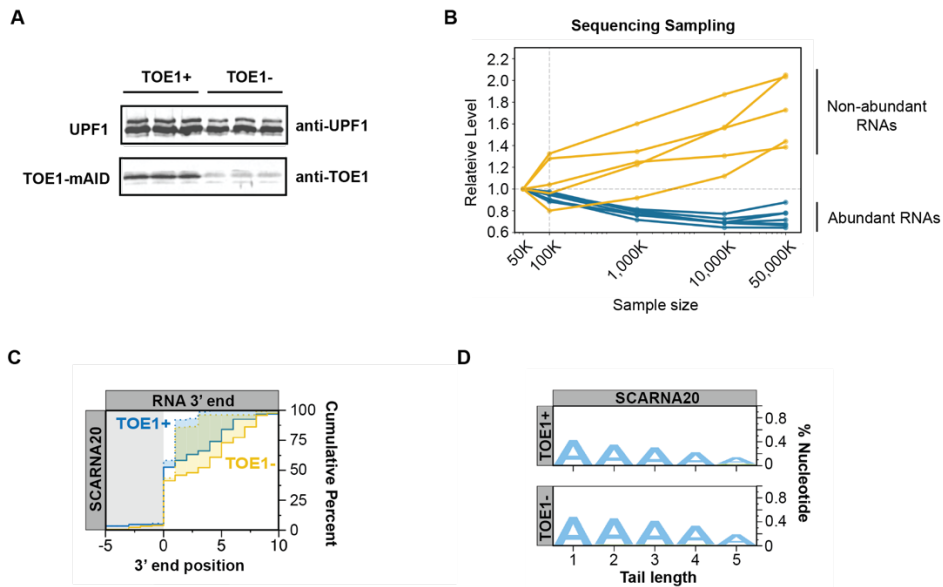 A
TOE1+ TOE1-
UPF1 anti-UPF1
TOE1-mAID anti-TOE1
B
Sequencing Sampling
2.2
2.0
1.8
1.6
1.4
1.2
1.0
0.8
0.6
Relateive Level
50K 100K 1,000K 10,000K 50,000K
Sample size
Non-abundant
RNAs
Abundant RNAs
C
RNA 3' end
SCARNA20
TOE1+
TOE1-
100
75
50
25
0
Cumulative Percent
-5 0 5 10
3' end position
D
SCARNA20
TOE1+
A A A A A
0.8
0.4
0
TOE1-
A A A A A
0.8
0.4
0
% Nucleotide
1 2 3 4 5
Tail length